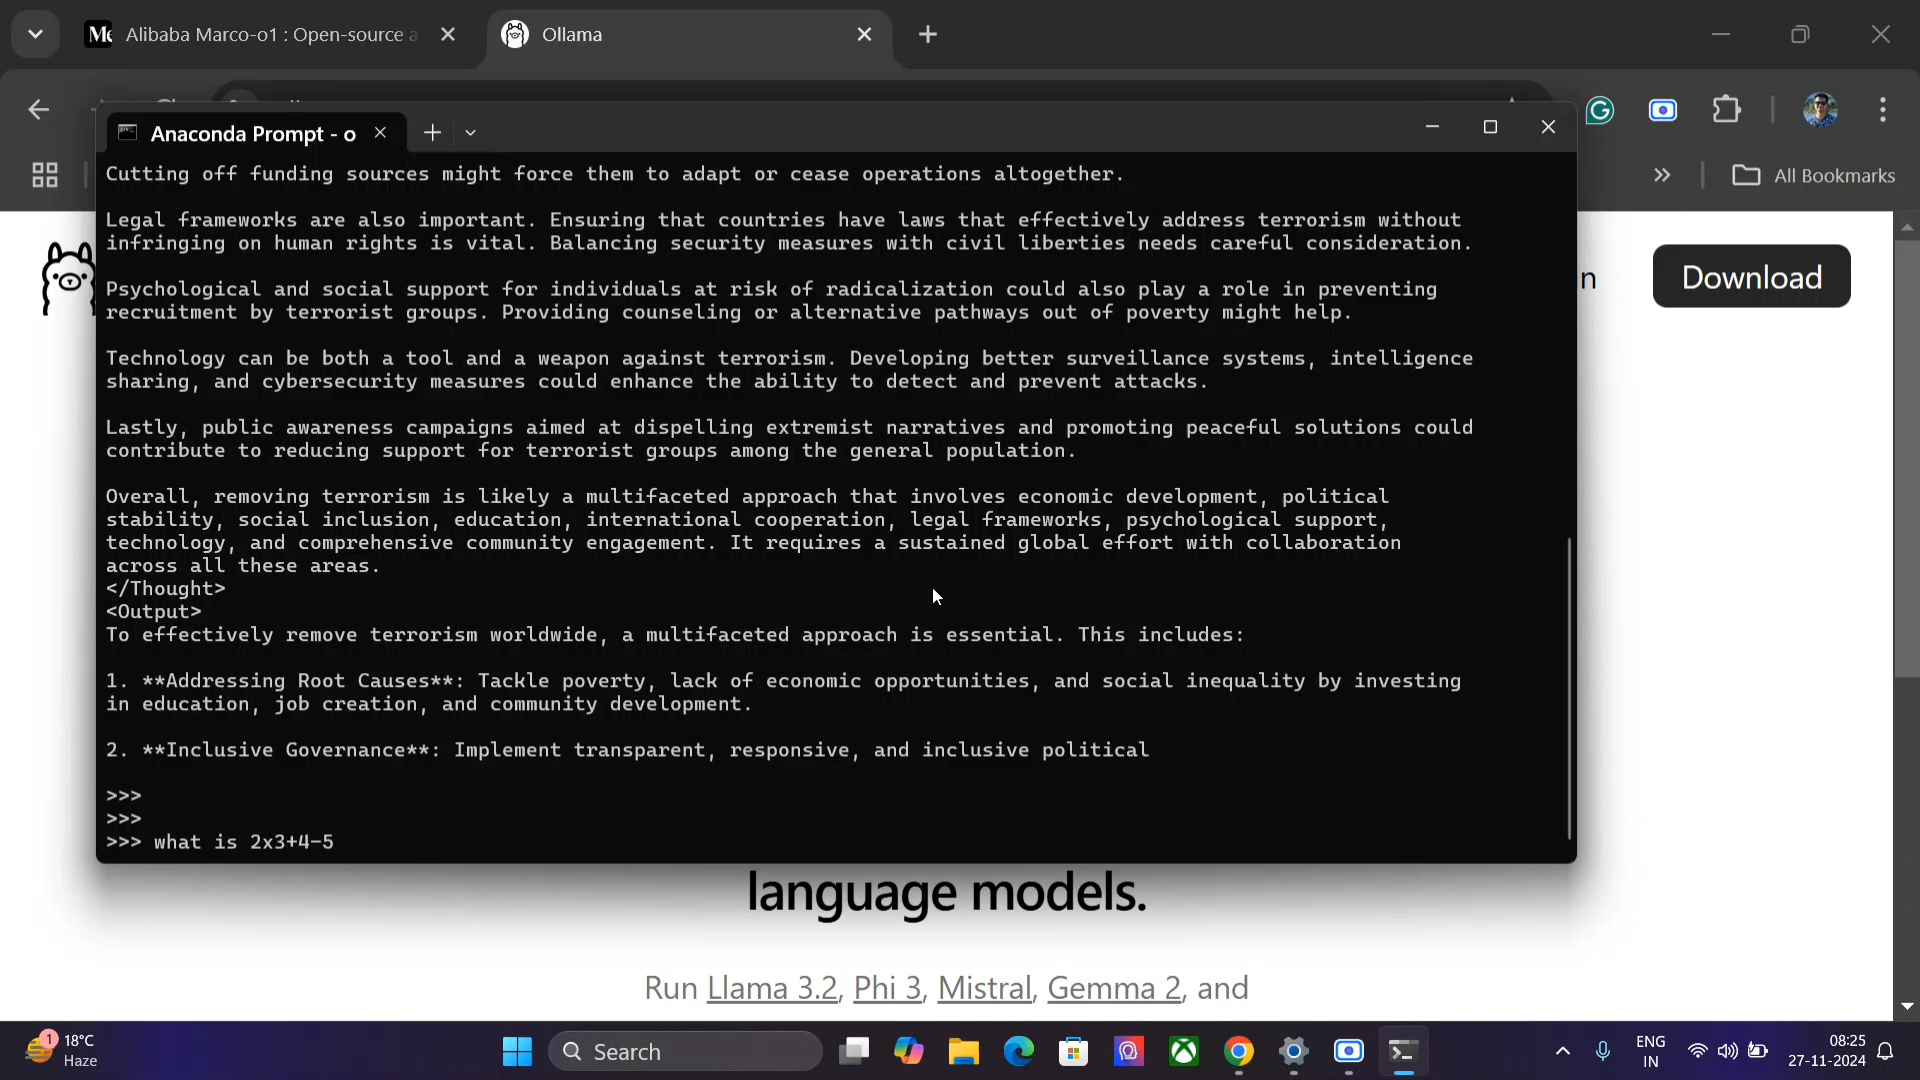 Alibaba Marco-o1 : Open-source a
Ollama
Anaconda Prompt - o
All Bookmarks
Download
Cutting off funding sources might force them to adapt or cease operations altogether.
Legal frameworks are also important. Ensuring that countries have laws that effectively address terrorism without
infringing on human rights is vital. Balancing security measures with civil liberties needs careful consideration.
Psychological and social support for individuals at risk of radicalization could also play a role in preventing
recruitment by terrorist groups. Providing counseling or alternative pathways out of poverty might help.
Technology can be both a tool and a weapon against terrorism. Developing better surveillance systems, intelligence
sharing, and cybersecurity measures could enhance the ability to detect and prevent attacks.
Lastly, public awareness campaigns aimed at dispelling extremist narratives and promoting peaceful solutions could
contribute to reducing support for terrorist groups among the general population.
Overall, removing terrorism is likely a multifaceted approach that involves economic development, political
stability, social inclusion, education, international cooperation, legal frameworks, psychological support,
technology, and comprehensive community engagement. It requires a sustained global effort with collaboration
across all these areas.
</Thought>
<Output>
To effectively remove terrorism worldwide, a multifaceted approach is essential. This includes:
1. **Addressing Root Causes**: Tackle poverty, lack of economic opportunities, and social inequality by investing
in education, job creation, and community development.
2. **Inclusive Governance**: Implement transparent, responsive, and inclusive political
>>>
>>>
>>> what is 2x3+4-5
language models.
Run Llama 3.2, Phi 3, Mistral, Gemma 2, and
1
18°C
Haze
Search
ENG
IN
08:25
27-11-2024